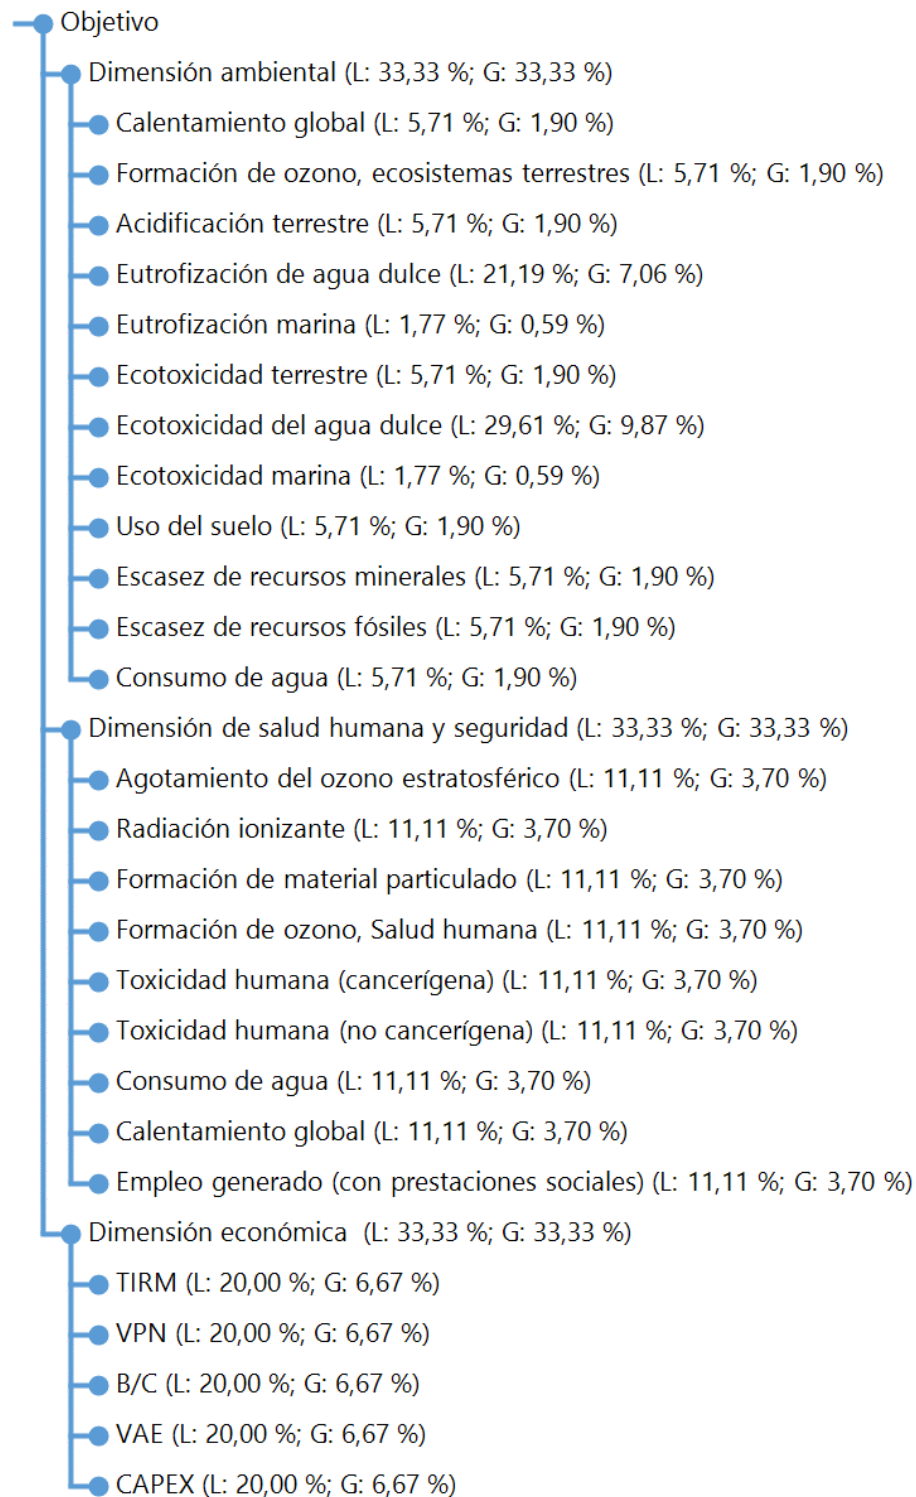 Objetivo
Dimensión ambiental (L: 33,33 %; G: 33,33 %)
Calentamiento global (L: 5,71 %; G: 1,90 %)
Formación de ozono, ecosistemas terrestres (L: 5,71 %; G: 1,90 %)
Acidificación terrestre (L: 5,71 %; G: 1,90 %)
Eutrofización de agua dulce (L: 21,19 %; G: 7,06 %)
Eutrofización marina (L: 1,77 %; G: 0,59 %)
Ecotoxicidad terrestre (L: 5,71 %; G: 1,90 %)
Ecotoxicidad del agua dulce (L: 29,61 %; G: 9,87 %)
Ecotoxicidad marina (L: 1,77 %; G: 0,59 %)
Uso del suelo (L: 5,71 %; G: 1,90 %)
Escasez de recursos minerales (L: 5,71 %; G: 1,90 %)
Escasez de recursos fósiles (L: 5,71 %; G: 1,90 %)
Consumo de agua (L: 5,71 %; G: 1,90 %)
Dimensión de salud humana y seguridad (L: 33,33 %; G: 33,33 %)
Agotamiento del ozono estratosférico (L: 11,11 %; G: 3,70 %)
Radiación ionizante (L: 11,11 %; G: 3,70 %)
Formación de material particulado (L: 11,11 %; G: 3,70 %)
Formación de ozono, Salud humana (L: 11,11 %; G: 3,70 %)
Toxicidad humana (cancerígena) (L: 11,11 %; G: 3,70 %)
Toxicidad humana (no cancerígena) (L: 11,11 %; G: 3,70 %)
Consumo de agua (L: 11,11 %; G: 3,70 %)
Calentamiento global (L: 11,11 %; G: 3,70 %)
Empleo generado (con prestaciones sociales) (L: 11,11 %; G: 3,70 %)
Dimensión económica (L: 33,33 %; G: 33,33 %)
TIRM (L: 20,00 %; G: 6,67 %)
VPN (L: 20,00 %; G: 6,67 %)
B/C (L: 20,00 %; G: 6,67 %)
VAE (L: 20,00 %; G: 6,67 %)
CAPEX (L: 20,00 %; G: 6,67 %)